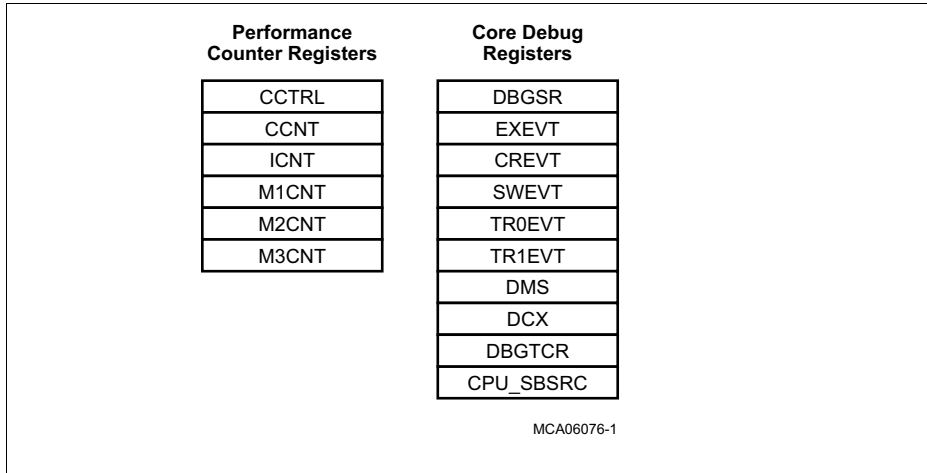 Performance
Counter Registers
CCTRL
CCNT
ICNT
M1CNT
M2CNT
M3CNT
Core Debug
Registers
DBGSR
EXEVT
CREVT
SWEVT
TR0EVT
TR1EVT
DMS
DCX
DBGTCR
CPU_SBSRC
MCA06076-1